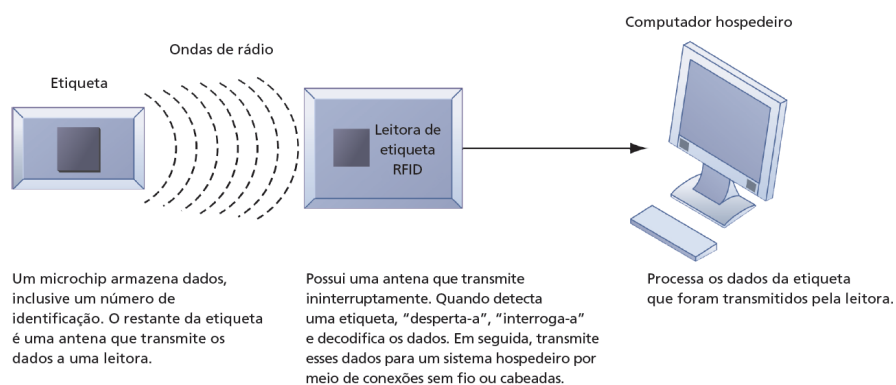 Computador hospedeiro
Ondas de rádio
Etiqueta
Leitora de
etiqueta
RFID
Um microchip armazena dados,
inclusive um número de
identificação. O restante da etiqueta
é uma antena que transmite os
dados a uma leitora.
Possui uma antena que transmite
ininterruptamente. Quando detecta
uma etiqueta, “desperta-a”, “interroga-a”
e decodifica os dados. Em seguida, transmite
esses dados para um sistema hospedeiro por
meio de conexões sem fio ou cabeadas.
Processa os dados da etiqueta
que foram transmitidos pela leitora.